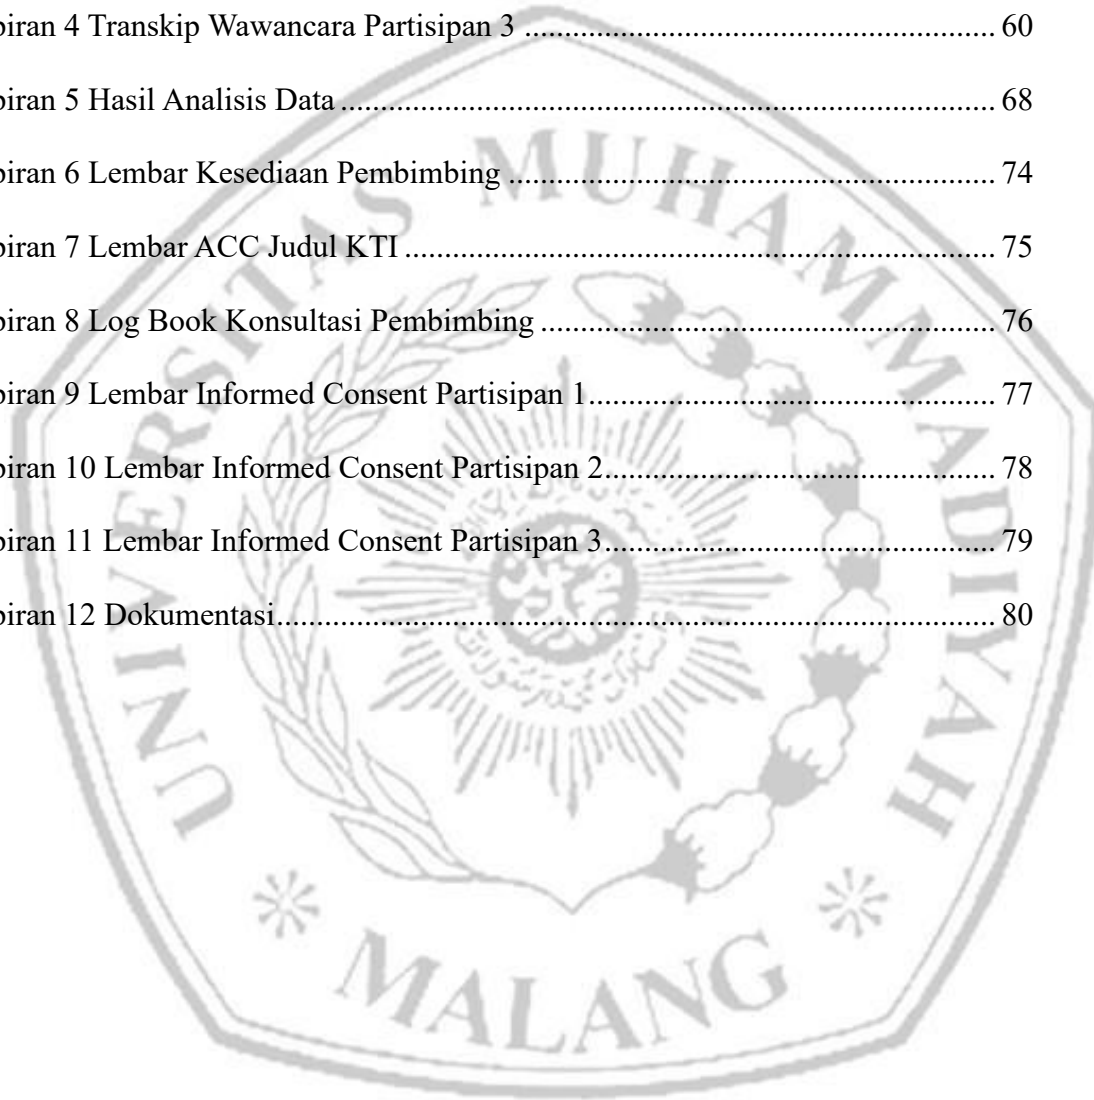 piran 4 Transkip Wawancara Partisipan 3 ........................................................ 60
piran 5 Hasil Analisis Data ............................................................................. 68
piran 6 Lembar Kesediaan Pembimbing .......................................................... 74
piran 7 Lembar ACC Judul KTI ...................................................................... 75
piran 8 Log Book Konsultasi Pembimbing ...................................................... 76
piran 9 Lembar Informed Consent Partisipan 1................................................ 77
piran 10 Lembar Informed Consent Partisipan 2.............................................. 78
piran 11 Lembar Informed Consent Partisipan 3.............................................. 79
piran 12 Dokumentasi..................................................................................... 80
UNIVERSITAS MUHAMMADIYAH
MALANG